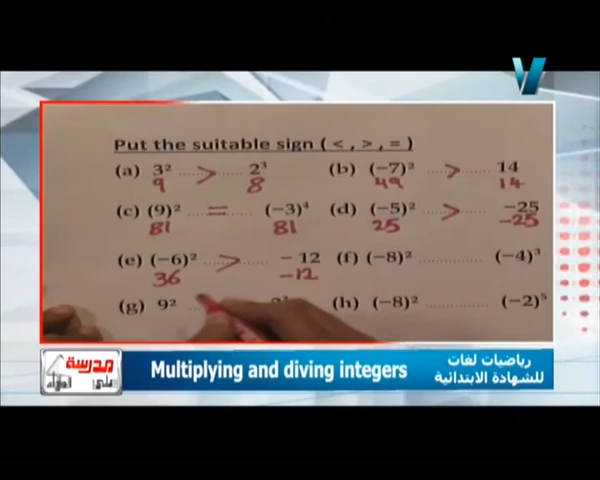 Put the suitable sign ( < , > , = )
(a) 3² ...... > ...... 2³ (b) (−7)² ...... > ...... 14
9 8 49 14
(c) (9)² ...... = ...... (−3)⁴ (d) (−5)² ...... > ...... −25
81 81 25 −25
(e) (−6)² ...... > ...... − 12 (f) (−8)² ............ (−4)³
36 −12
(g) 9² ... (h) (−8)² ............ (−2)⁵
مدرسة
على الهواء
Multiplying and diving integers
رياضيات لغات
للشهادة الابتدائية